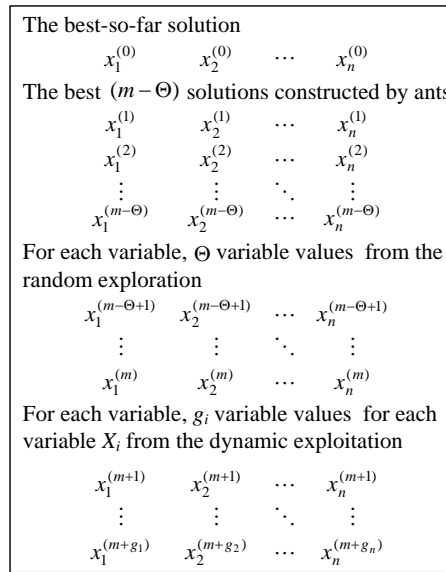 The best-so-far solution
x_1^{(0)} x_2^{(0)} ⋯ x_n^{(0)}
The best (m−Θ) solutions constructed by ants
x_1^{(1)} x_2^{(1)} ⋯ x_n^{(1)}
x_1^{(2)} x_2^{(2)} ⋯ x_n^{(2)}
⋮ ⋮ ⋱ ⋮
x_1^{(m−Θ)} x_2^{(m−Θ)} ⋯ x_n^{(m−Θ)}
For each variable, Θ variable values from the
random exploration
x_1^{(m−Θ+1)} x_2^{(m−Θ+1)} ⋯ x_n^{(m−Θ+1)}
⋮ ⋮ ⋱ ⋮
x_1^{(m)} x_2^{(m)} ⋯ x_n^{(m)}
For each variable, g_i variable values for each
variable X_i from the dynamic exploitation
x_1^{(m+1)} x_2^{(m+1)} ⋯ x_n^{(m+1)}
⋮ ⋮ ⋱ ⋮
x_1^{(m+g_1)} x_2^{(m+g_2)} ⋯ x_n^{(m+g_n)}